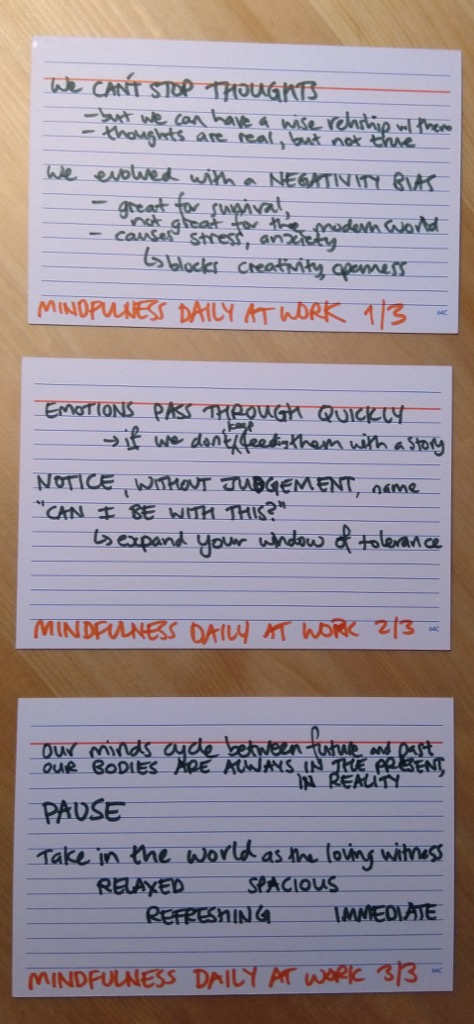 We CAN'T STOP THOUGHTS
- but we can have a wise reltnship w/ them
- thoughts are real, but not true
We evolved with a NEGATIVITY BIAS
- great for survival,
not great for the modern world
- causes stress, anxiety
↳ blocks creativity, openness
MINDFULNESS DAILY AT WORK 1/3
EMOTIONS PASS THROUGH QUICKLY
→ if we don't keep feeding them with a story
NOTICE, WITHOUT JUDGEMENT, name
"CAN I BE WITH THIS?"
↳ expand your window of tolerance
MINDFULNESS DAILY AT WORK 2/3
our minds cycle between future and past
OUR BODIES ARE ALWAYS IN THE PRESENT,
IN REALITY
PAUSE
Take in the world as the loving witness
RELAXED SPACIOUS
REFRESHING IMMEDIATE
MINDFULNESS DAILY AT WORK 3/3